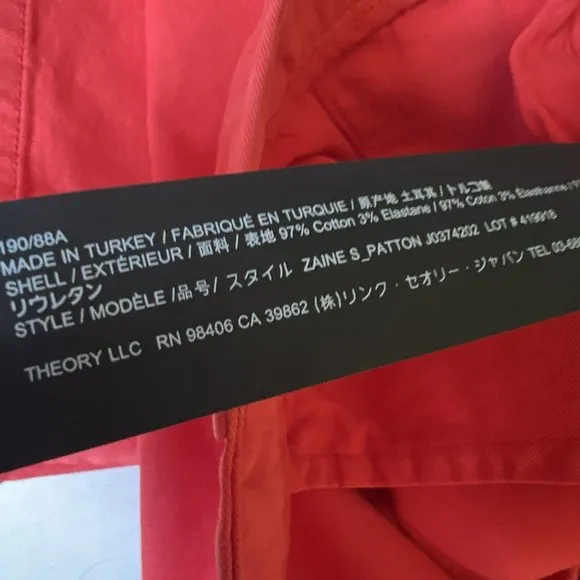 190/88A
MADE IN TURKEY / FABRIQUÉ EN TURQUIE / 原产地 土耳其 / トルコ製
SHELL / EXTÉRIEUR / 面料 / 表地 97% Cotton 3% Elastane / 97% Coton 3% Élasthanne /
リウレタン
STYLE / MODÈLE /品号/ スタイル ZAINE S_PATTON J0374202 LOT # 419918
THEORY LLC RN 98406 CA 39862 (株)リンク・セオリー・ジャパン TEL 03-